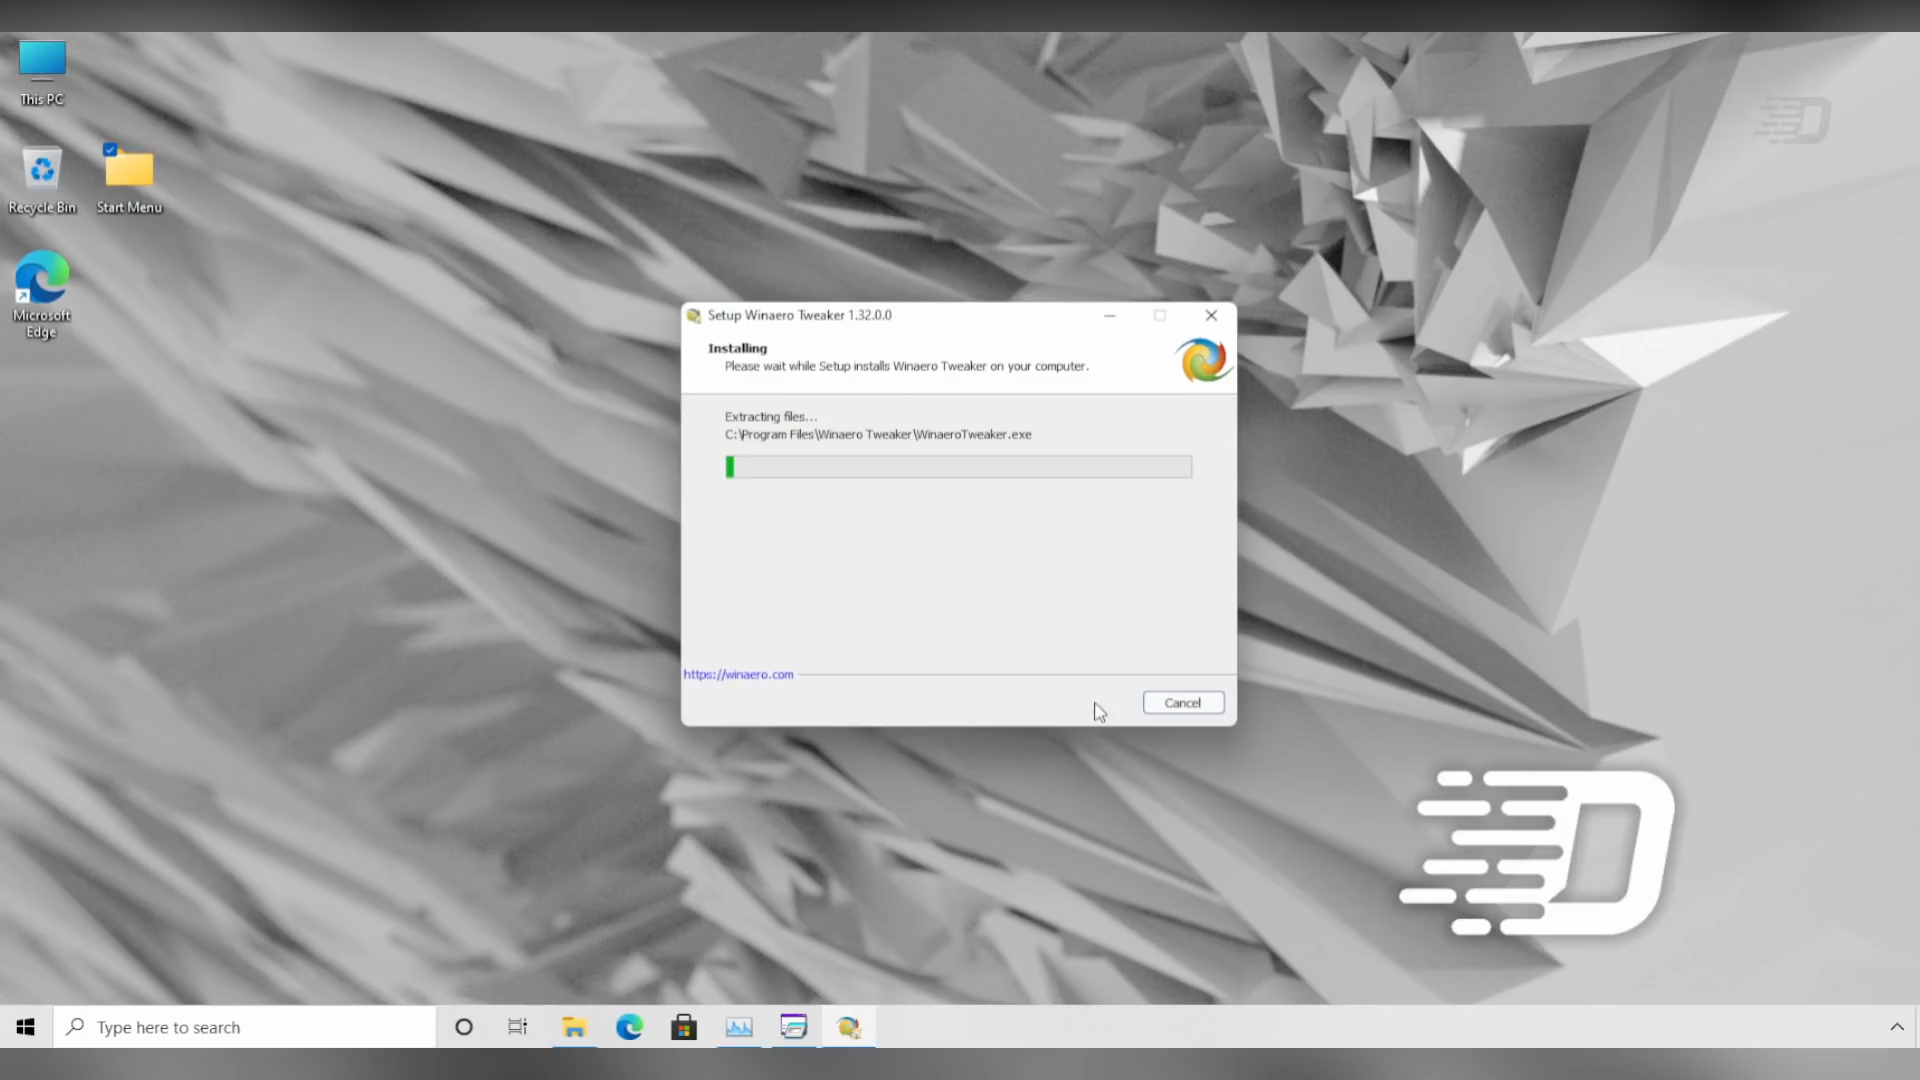 This PC
Recycle Bin
Start Menu
Microsoft
Edge
Setup Winaero Tweaker 1.32.0.0
Installing
Please wait while Setup installs Winaero Tweaker on your computer.
Extracting files...
C:\Program Files\Winaero Tweaker\WinaeroTweaker.exe
https://winaero.com
Cancel
D
D
Type here to search